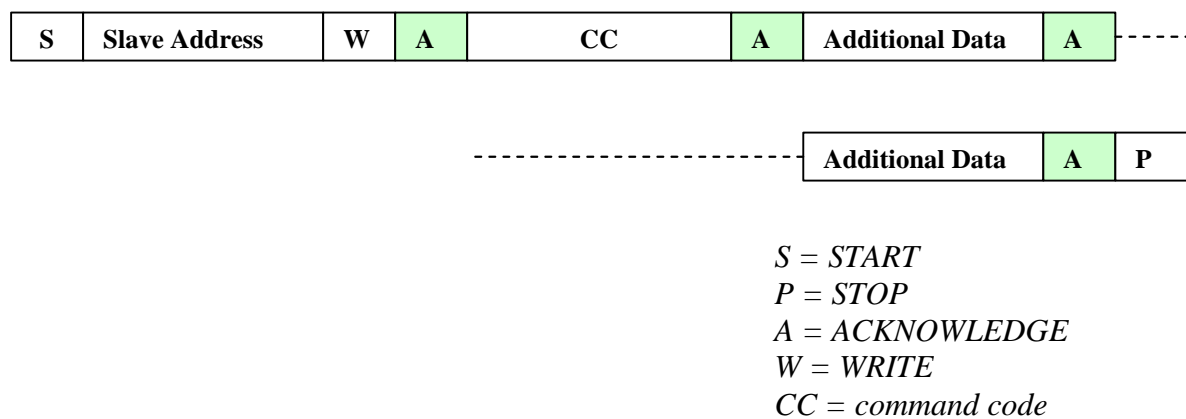 S Slave Address W A CC A Additional Data A
Additional Data A P
S = START
P = STOP
A = ACKNOWLEDGE
W = WRITE
CC = command code